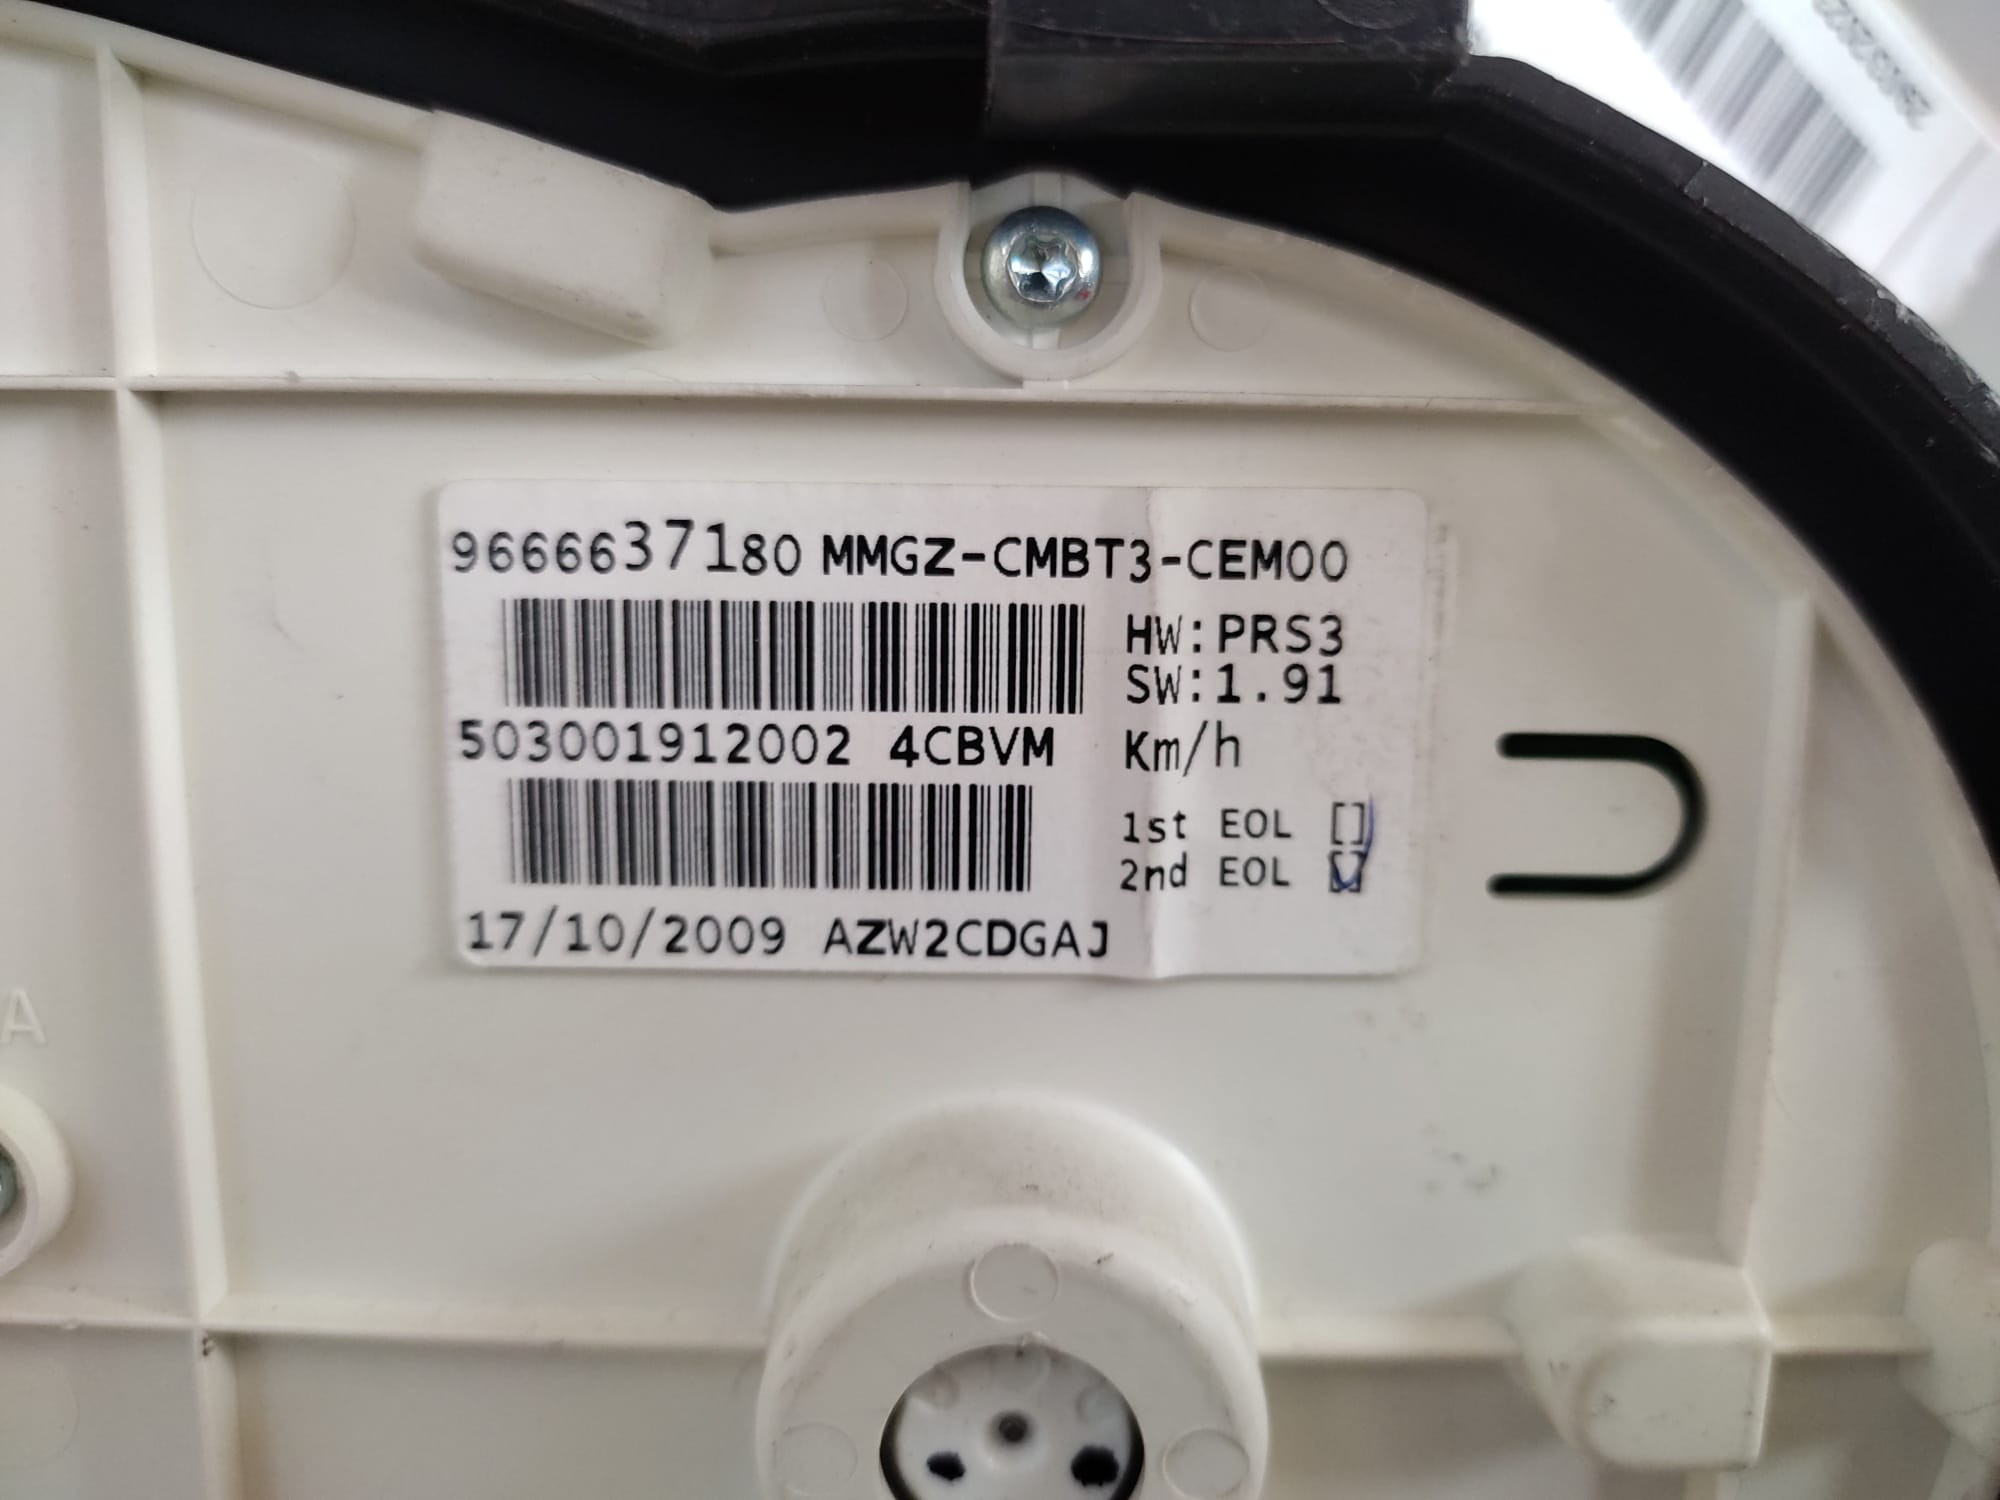 9666637180 MMGZ-CMBT3-CEM00
HW:PRS3
SW:1.91
503001912002 4CBVM
Km/h
1st EOL []
2nd EOL []
17/10/2009 AZW2CDGAJ
A